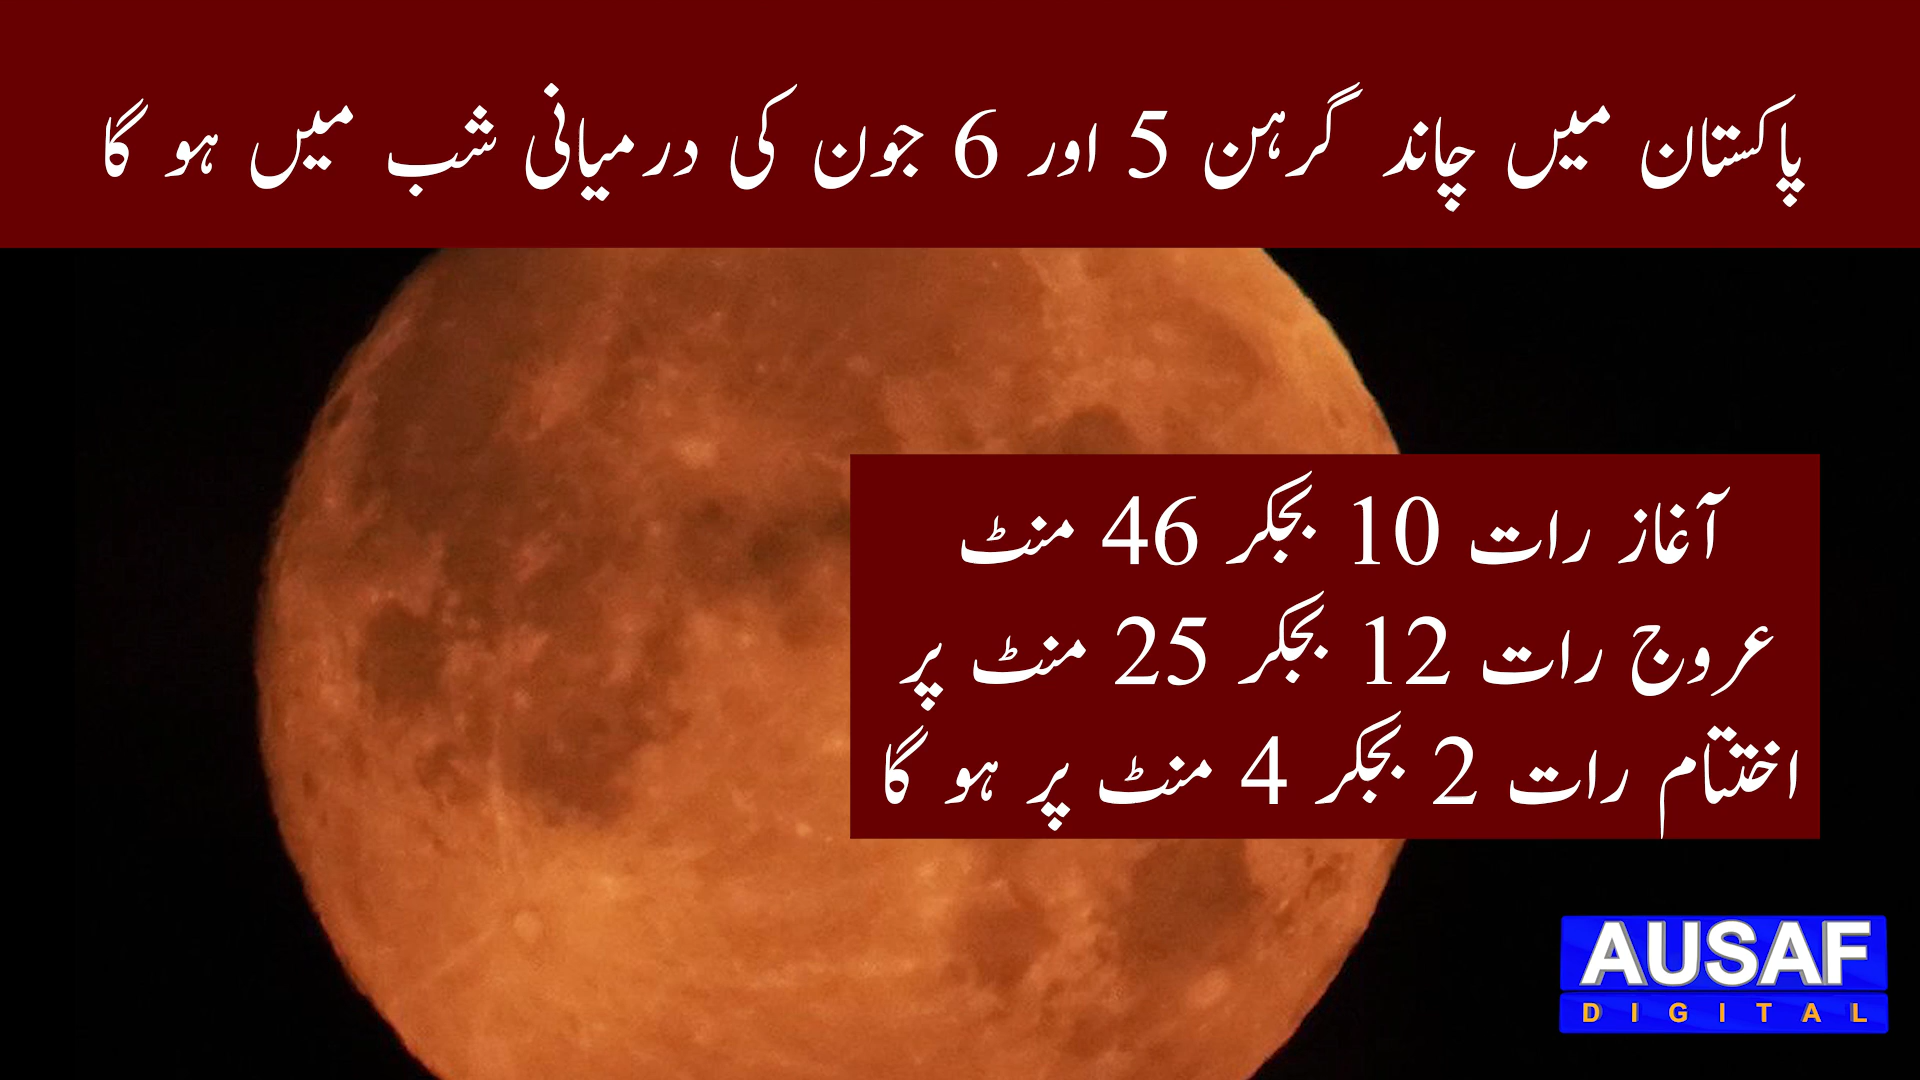 پاکستان میں چاند گرہن 5 اور 6 جون کی درمیانی شب میں ہو گا
آغاز رات 10 بجکر 46 منٹ
عروج رات 12 بجکر 25 منٹ پر
اختتام رات 2 بجکر 4 منٹ پر ہو گا
AUSAF
DIGITAL